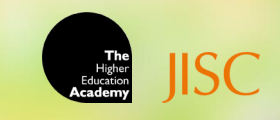 The
Higher
Education
Academy
JISC